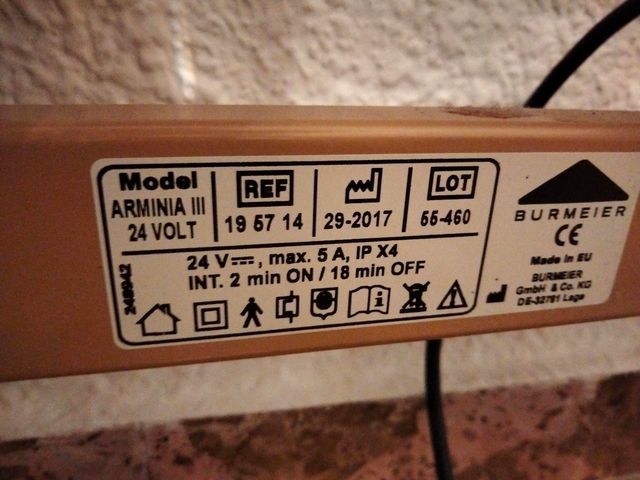 Model
ARMINIA III
24 VOLT
REF
19 57 14
29-2017
LOT
55-460
24 V⎓, max. 5 A, IP X4
INT. 2 min ON / 18 min OFF
BURMEIER
CE
Made in EU
BURMEIER
GmbH & Co. KG
DE-32791 Lage